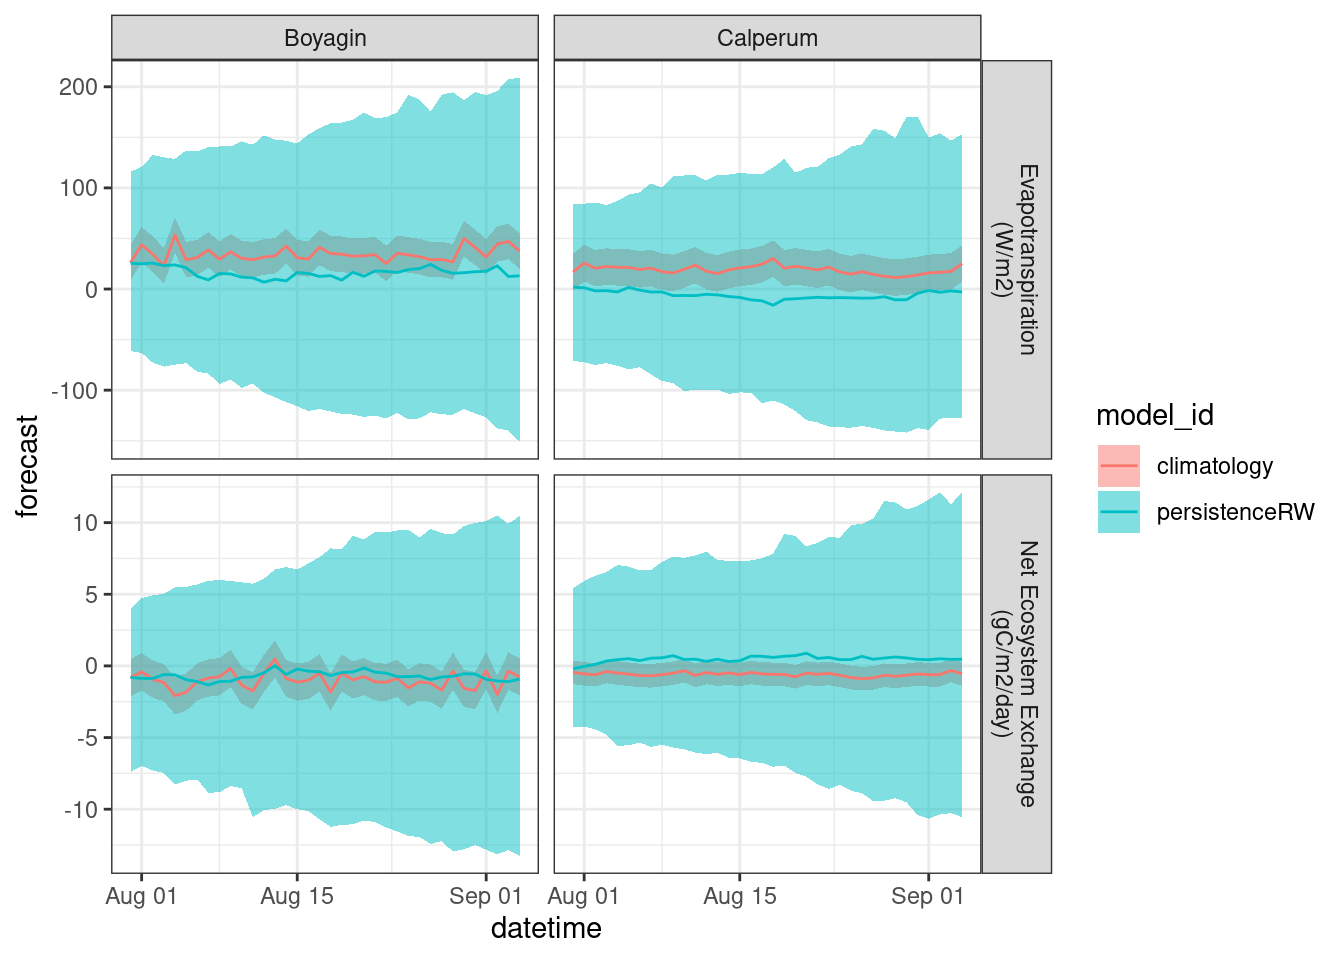 Boyagin
Calperum
200
100
0
-100
Evapotranspiration
(W/m2)
10
5
0
-5
-10
Net Ecosystem Exchange
(gC/m2/day)
forecast
Aug 01
Aug 15
Sep 01
Aug 01
Aug 15
Sep 01
datetime
model_id
climatology
persistenceRW